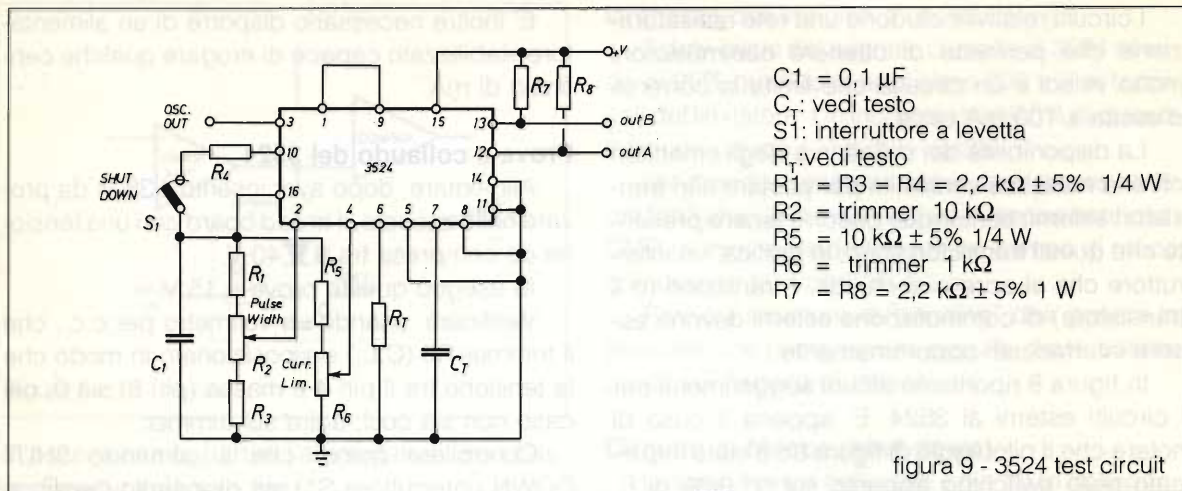 OSC. OUT
SHUT DOWN
S1
R4
3
10
16
2
1
9
15
3524
13
12
14
11
4
6
5
7
8
R7
R8
V
out B
out A
R1
Pulse Width
R2
R3
C1
R5
Curr. Lim.
R6
RT
CT
C1 = 0,1 µF
CT: vedi testo
S1: interruttore a levetta
RT:vedi testo
R1 = R3 = R4 = 2,2 kΩ ± 5% 1/4 W
R2 = trimmer 10 kΩ
R5 = 10 kΩ ± 5% 1/4 W
R6 = trimmer 1 kΩ
R7 = R8 = 2,2 kΩ ± 5% 1 W
figura 9 - 3524 test circuit